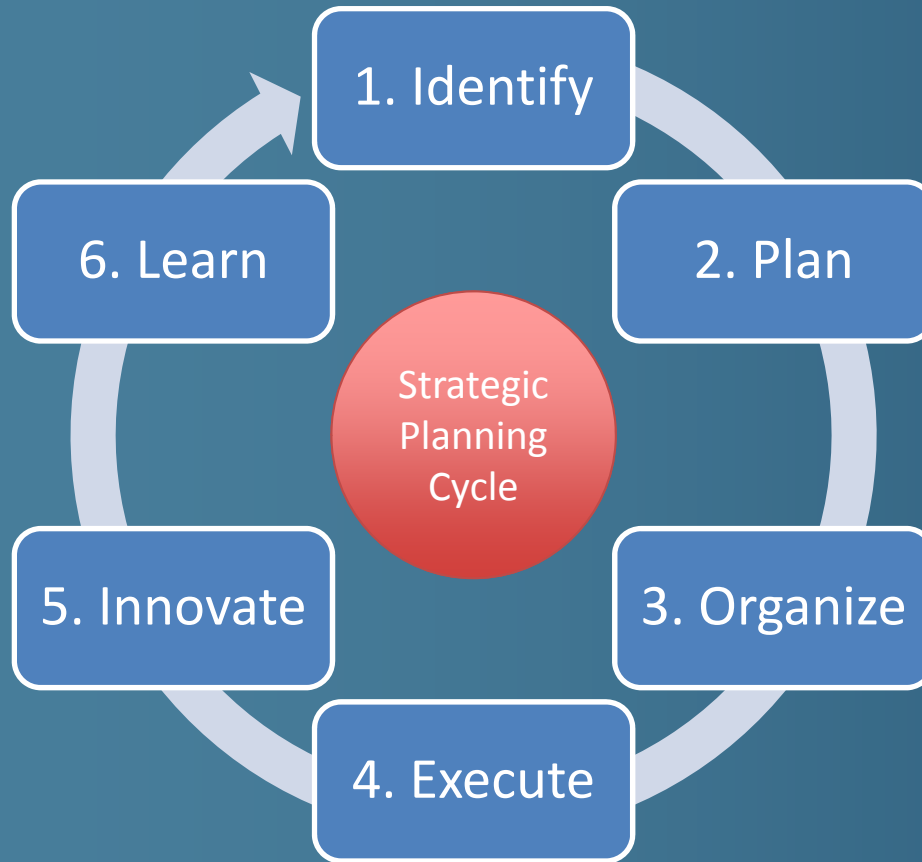 1. Identify
2. Plan
3. Organize
4. Execute
5. Innovate
6. Learn
Strategic
Planning
Cycle